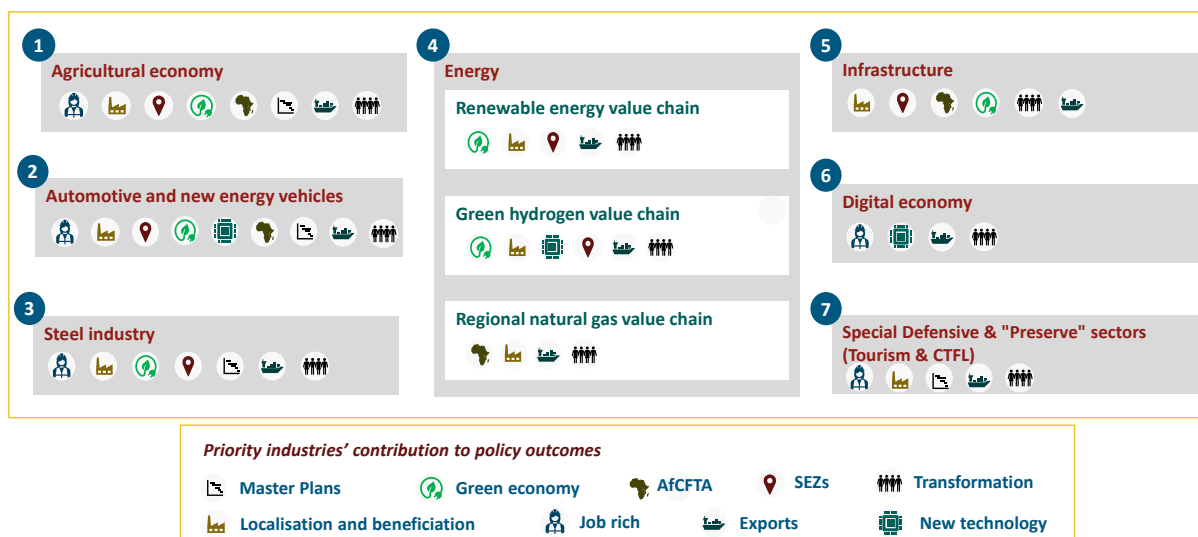 1
Agricultural economy
2
Automotive and new energy vehicles
3
Steel industry
4
Energy
Renewable energy value chain
Green hydrogen value chain
Regional natural gas value chain
5
Infrastructure
6
Digital economy
7
Special Defensive & "Preserve" sectors
(Tourism & CTFL)
Priority industries’ contribution to policy outcomes
Master Plans
Green economy
AfCFTA
SEZs
Transformation
Localisation and beneficiation
Job rich
Exports
New technology